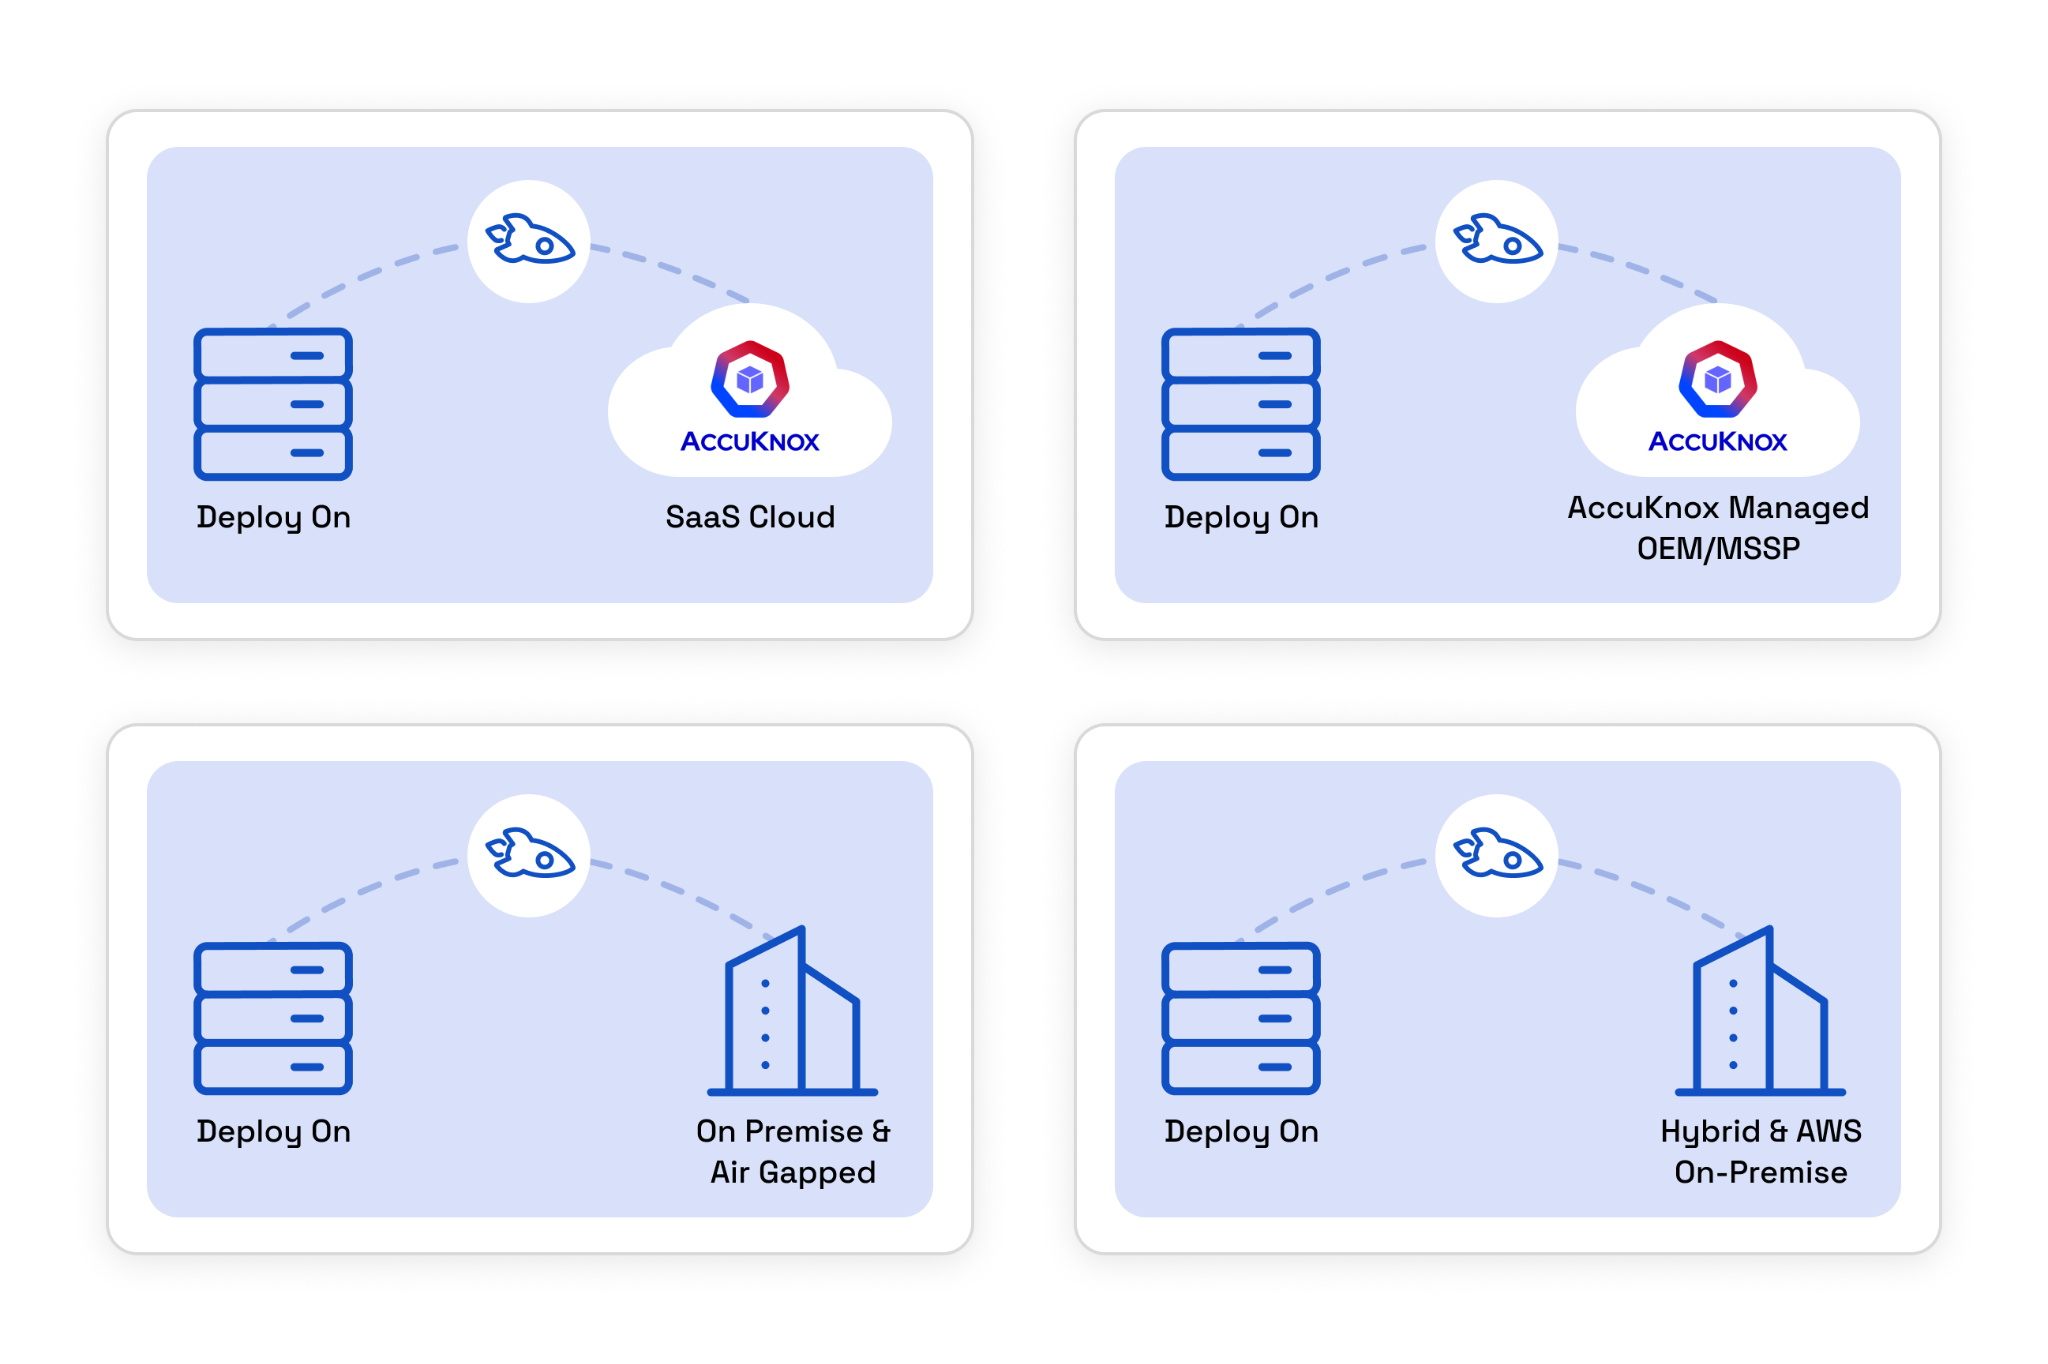 ACCUKNOX
Deploy On
SaaS Cloud
ACCUKNOX
Deploy On
AccuKnox Managed
OEM/MSSP
Deploy On
On Premise &
Air Gapped
Deploy On
Hybrid & AWS
On-Premise